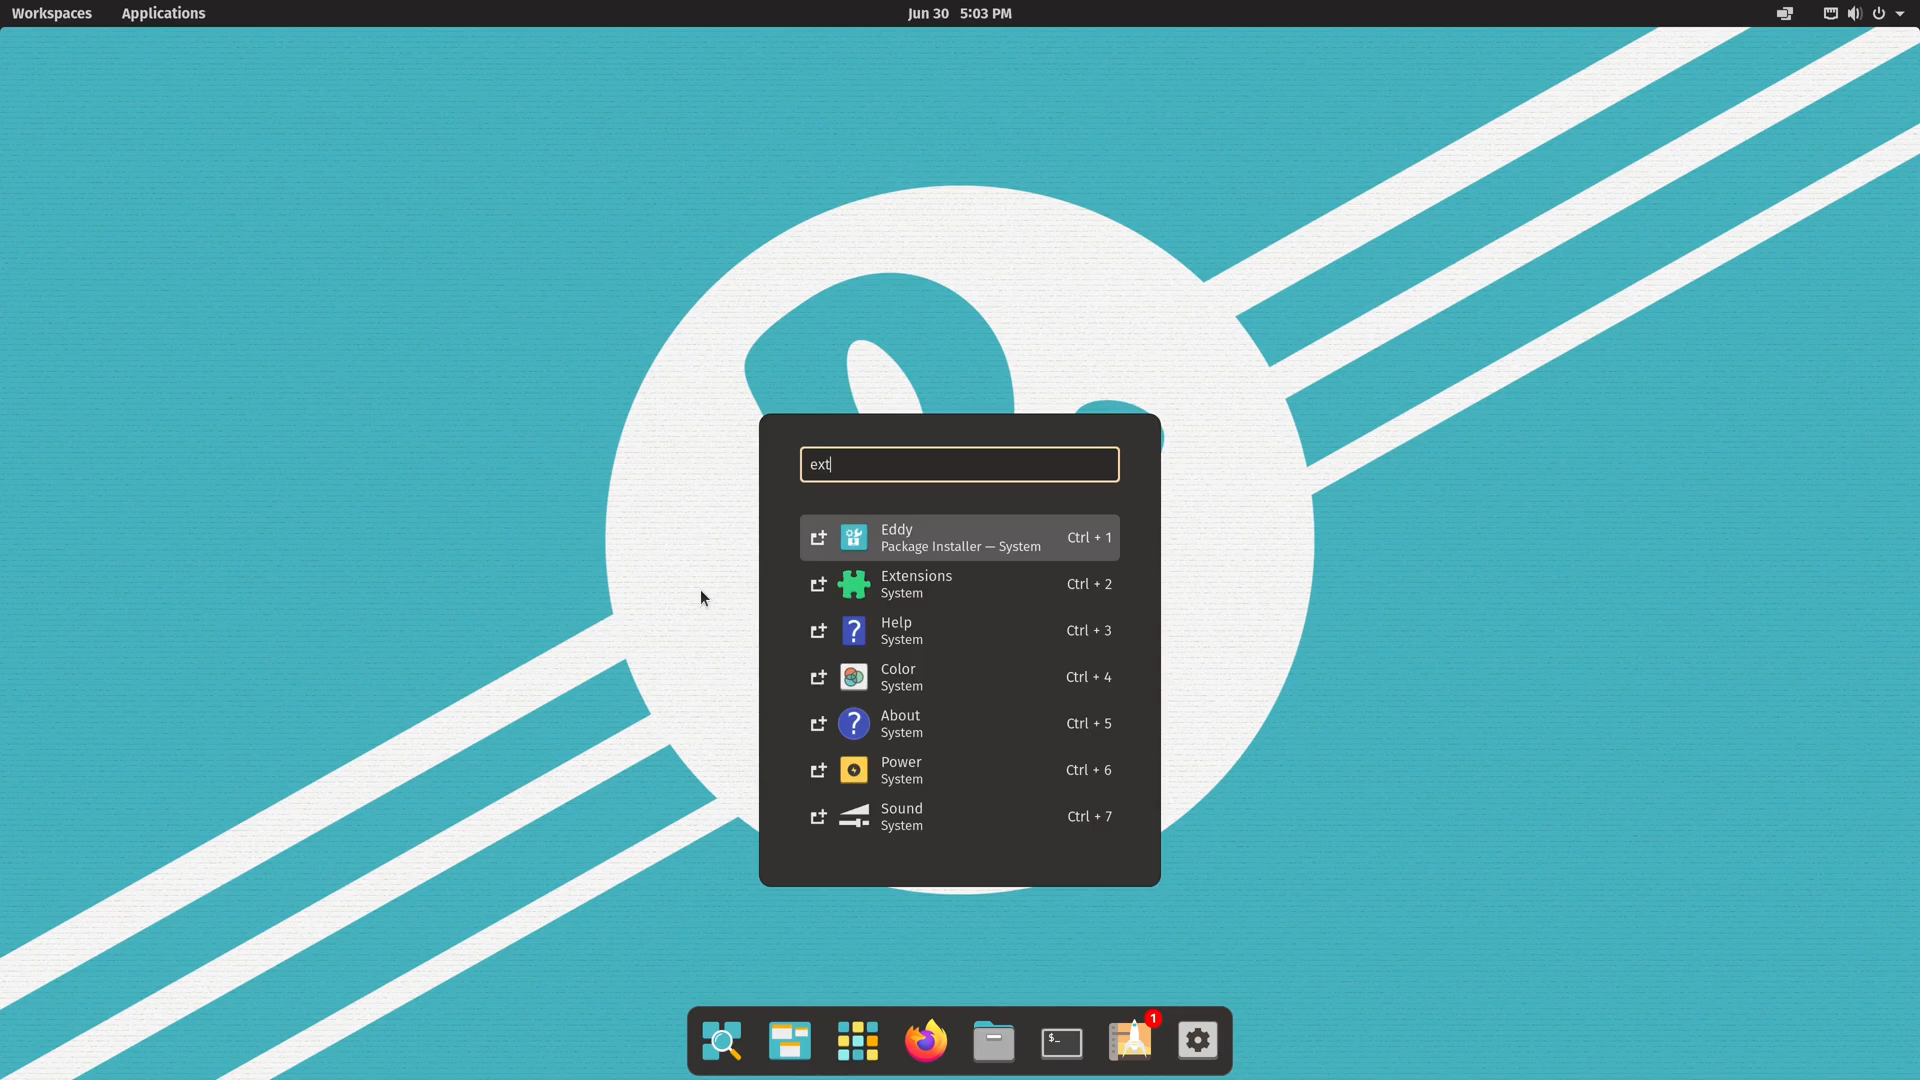 Workspaces Applications Jun 30 5:03 PM
ext
Eddy
Package Installer — System Ctrl + 1
Extensions
System Ctrl + 2
Help
System Ctrl + 3
Color
System Ctrl + 4
About
System Ctrl + 5
Power
System Ctrl + 6
Sound
System Ctrl + 7
$_
1